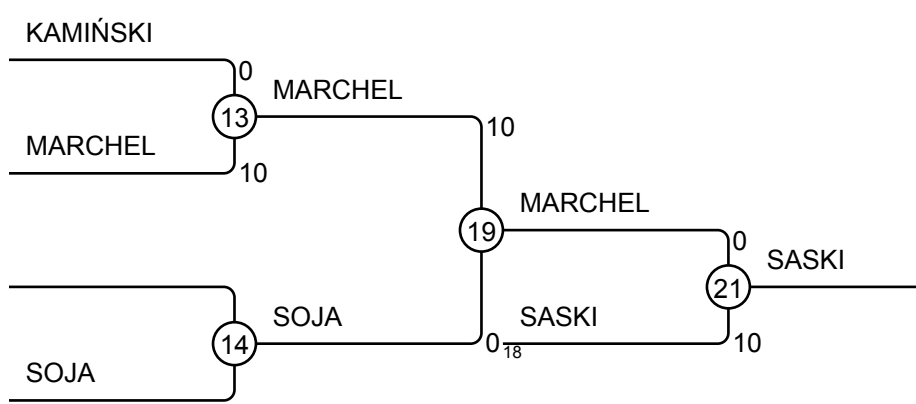 KAMIŃSKI
0
13
MARCHEL
MARCHEL
10
10
MARCHEL
19
0
SASKI
21
SOJA
SASKI
14
0
18
10
SOJA